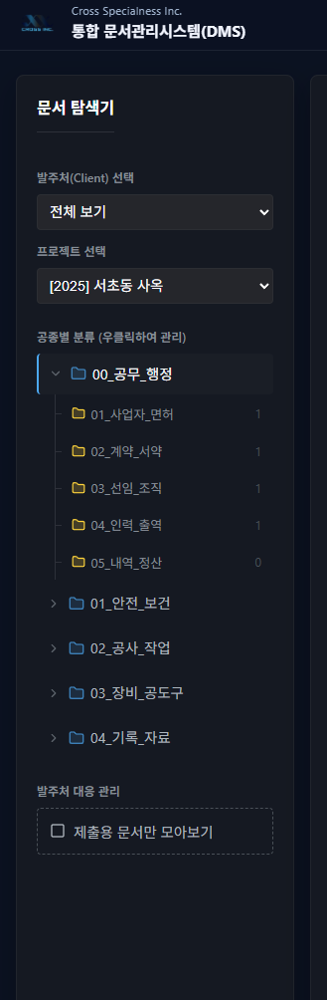 CROSS INC.
Cross Specialness Inc.
통합 문서관리시스템(DMS)
문서 탐색기
발주처(Client) 선택
전체 보기
프로젝트 선택
[2025] 서초동 사옥
공종별 분류 (우클릭하여 관리)
00_공무_행정
01_사업자_면허 1
02_계약_서약 1
03_선임_조직 1
04_인력_출역 1
05_내역_정산 0
01_안전_보건
02_공사_작업
03_장비_공도구
04_기록_자료
발주처 대응 관리
제출용 문서만 모아보기